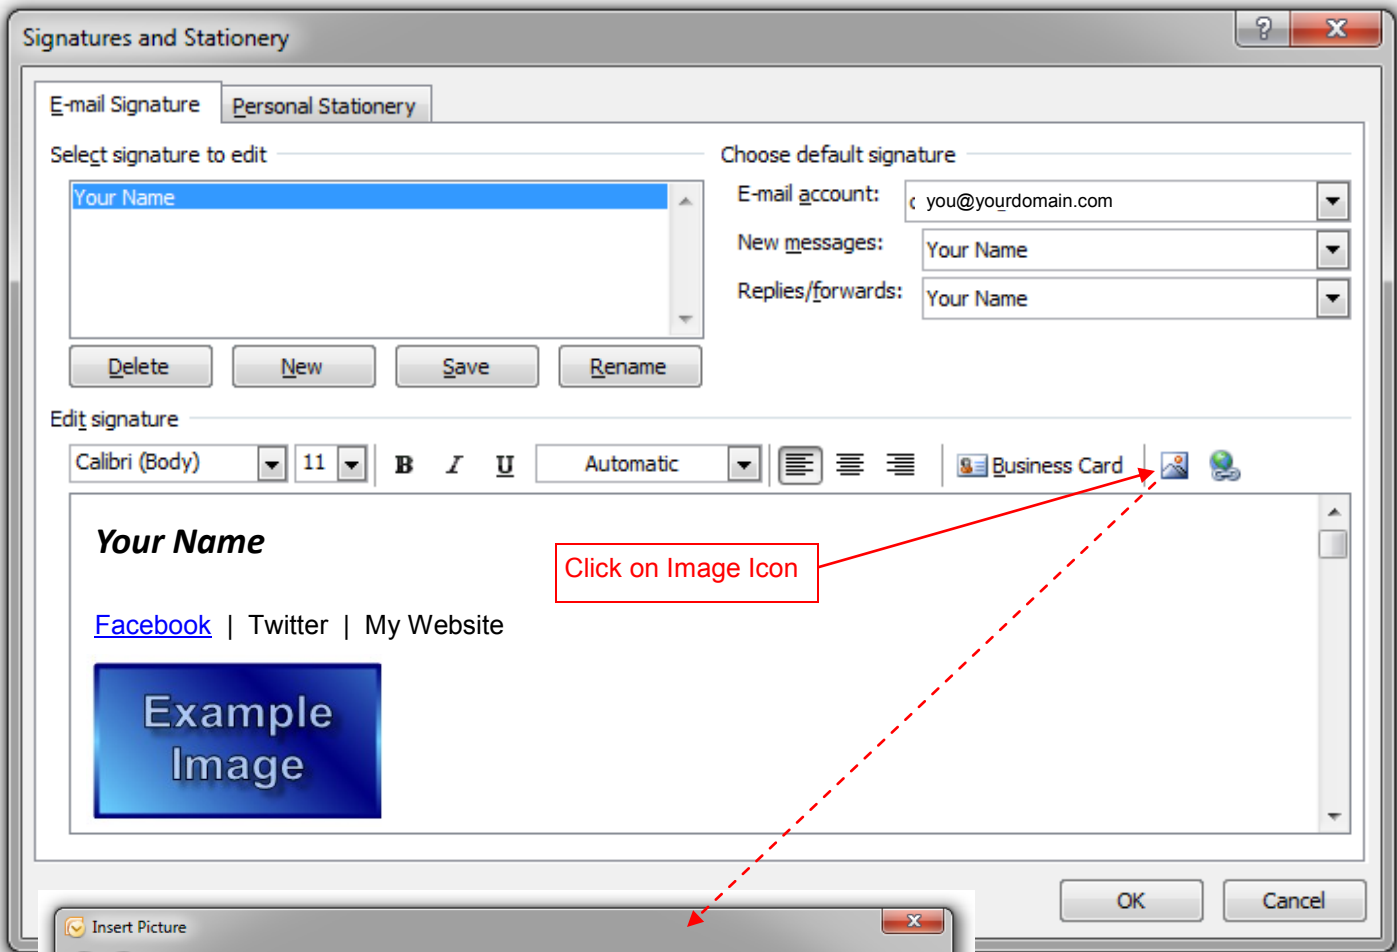 Signatures and Stationery
E-mail Signature
Personal Stationery
Select signature to edit
Choose default signature
Your Name
E-mail account:
you@yourdomain.com
New messages:
Your Name
Replies/forwards:
Your Name
Delete
New
Save
Rename
Edit signature
Calibri (Body)
11
B
I
U
Automatic
Business Card
Your Name
Click on Image Icon
Facebook | Twitter | My Website
Example
Image
OK
Cancel
Insert Picture